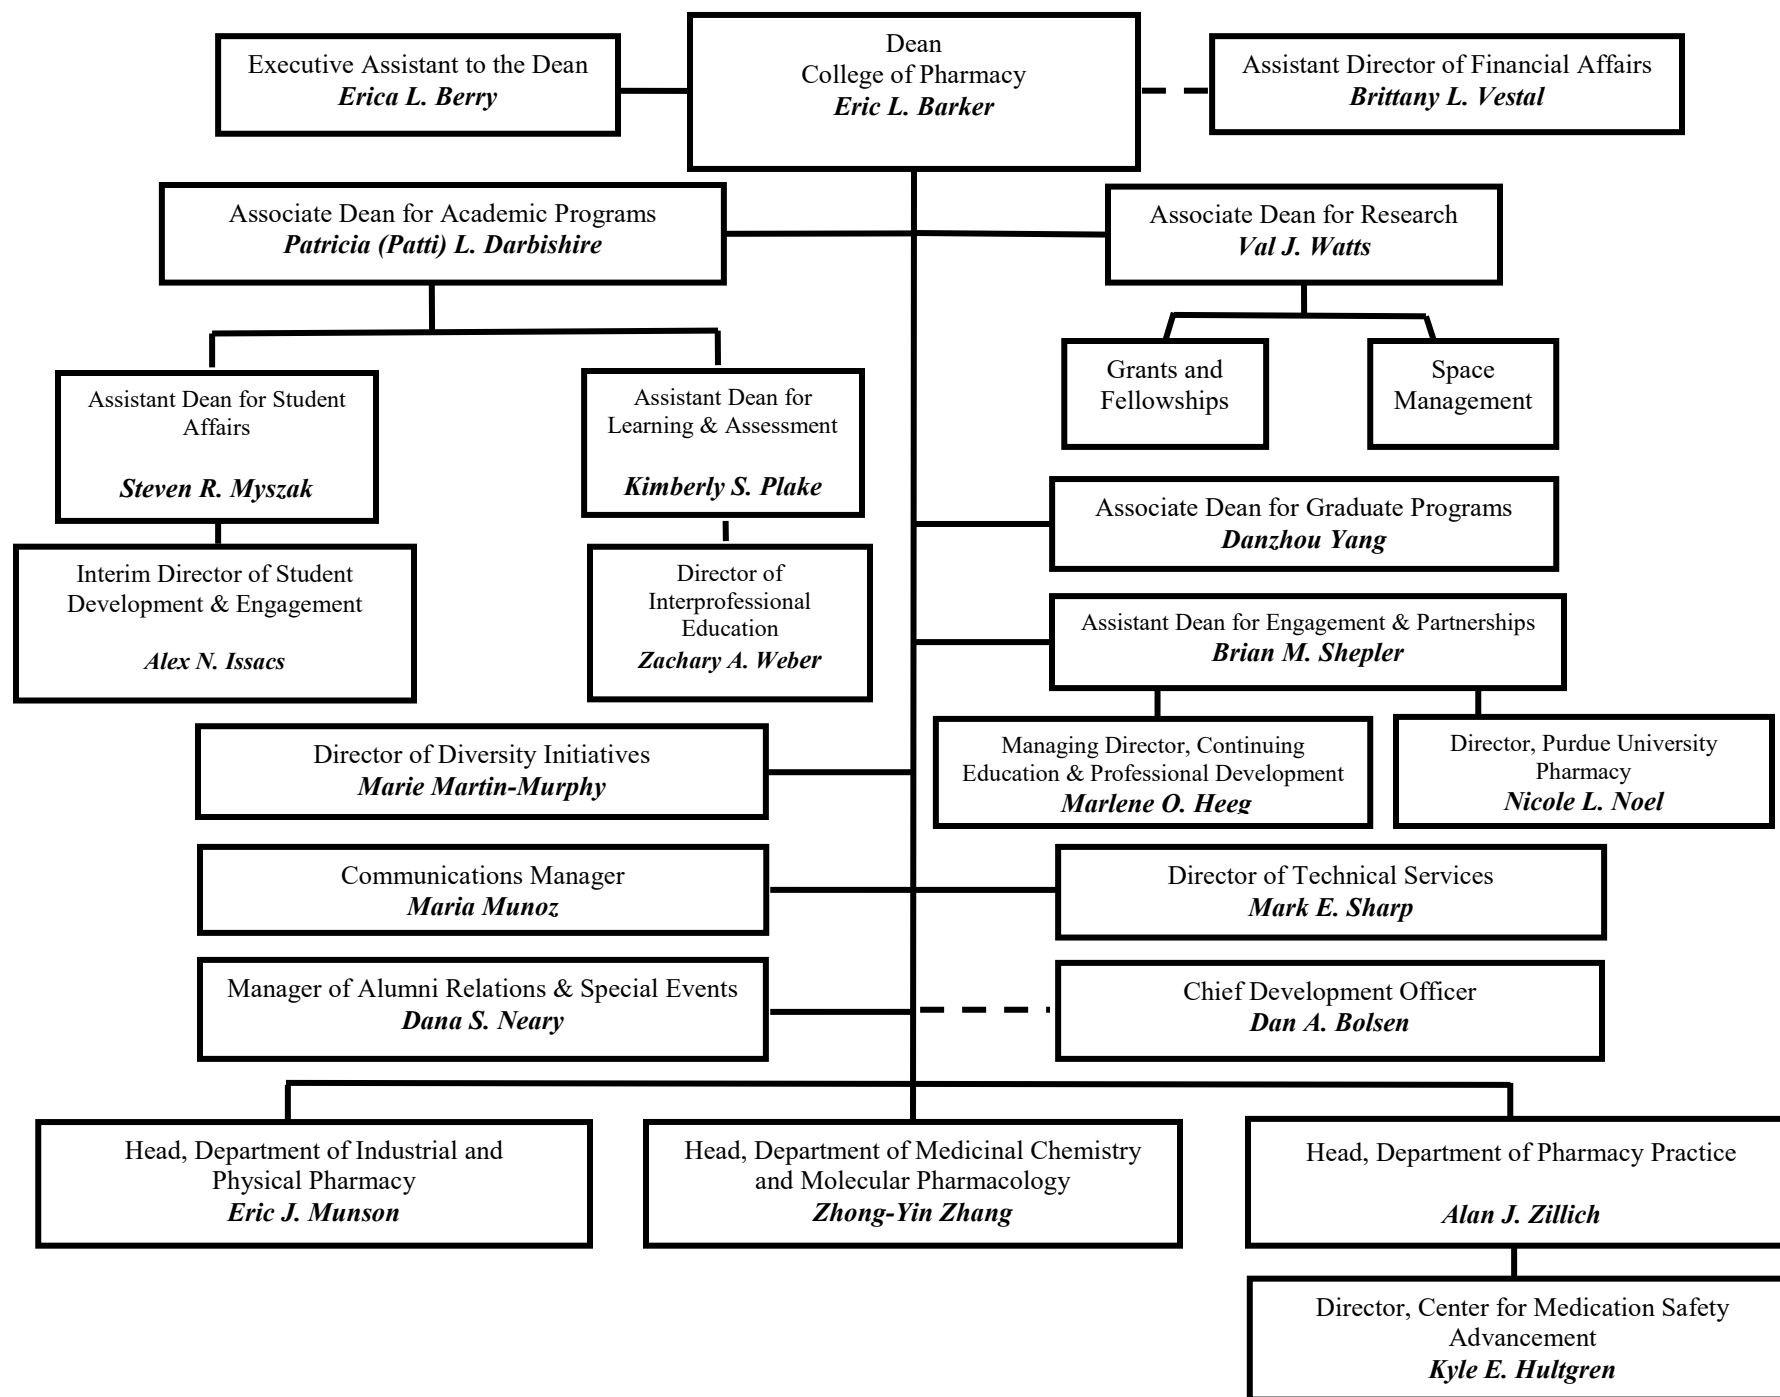 Dean
College of Pharmacy
Eric L. Barker
Executive Assistant to the Dean
Erica L. Berry
Assistant Director of Financial Affairs
Brittany L. Vestal
Associate Dean for Academic Programs
Patricia (Patti) L. Darbishire
Associate Dean for Research
Val J. Watts
Grants and
Fellowships
Space
Management
Assistant Dean for Student
Affairs
Steven R. Myszak
Assistant Dean for
Learning & Assessment
Kimberly S. Plake
Associate Dean for Graduate Programs
Danzhou Yang
Interim Director of Student
Development & Engagement
Alex N. Issacs
Director of
Interprofessional
Education
Zachary A. Weber
Assistant Dean for Engagement & Partnerships
Brian M. Shepler
Managing Director, Continuing
Education & Professional Development
Marlene O. Heeg
Director, Purdue University
Pharmacy
Nicole L. Noel
Director of Diversity Initiatives
Marie Martin-Murphy
Communications Manager
Maria Munoz
Director of Technical Services
Mark E. Sharp
Manager of Alumni Relations & Special Events
Dana S. Neary
Chief Development Officer
Dan A. Bolsen
Head, Department of Industrial and
Physical Pharmacy
Eric J. Munson
Head, Department of Medicinal Chemistry
and Molecular Pharmacology
Zhong-Yin Zhang
Head, Department of Pharmacy Practice
Alan J. Zillich
Director, Center for Medication Safety
Advancement
Kyle E. Hultgren